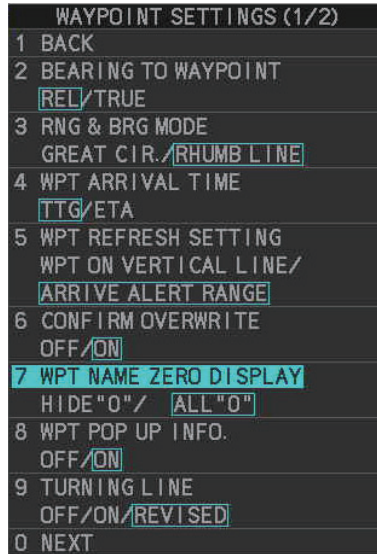 WAYPOINT SETTINGS (1/2)
1 BACK
2 BEARING TO WAYPOINT
REL/TRUE
3 RNG & BRG MODE
GREAT CIR./RHUMB LINE
4 WPT ARRIVAL TIME
TTG/ETA
5 WPT REFRESH SETTING
WPT ON VERTICAL LINE/
ARRIVE ALERT RANGE
6 CONFIRM OVERWRITE
OFF/ON
7 WPT NAME ZERO DISPLAY
HIDE"0"/ ALL"0"
8 WPT POP UP INFO.
OFF/ON
9 TURNING LINE
OFF/ON/REVISED
0 NEXT